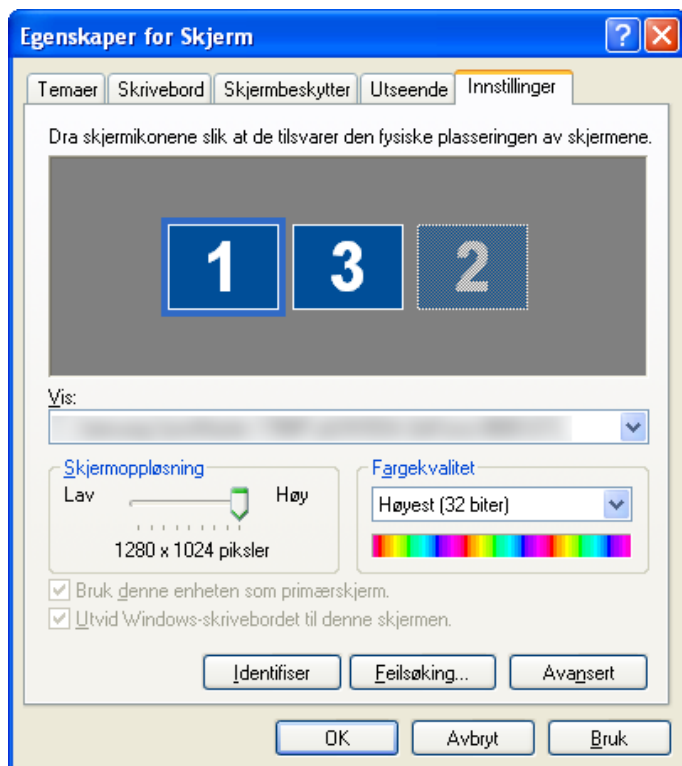 Egenskaper for Skjerm
Temaer Skrivebord Skjermbeskytter Utseende Innstillinger
Dra skjermikonene slik at de tilsvarer den fysiske plasseringen av skjermene.
1 3 2
Vis:
Skjermoppløsning Fargekvalitet
Lav Høy Høyest (32 biter)
1280 x 1024 piksler
Bruk denne enheten som primærskjerm.
Utvid Windows-skrivebordet til denne skjermen.
Identifiser Feilsøking... Avansert
OK Avbryt Bruk